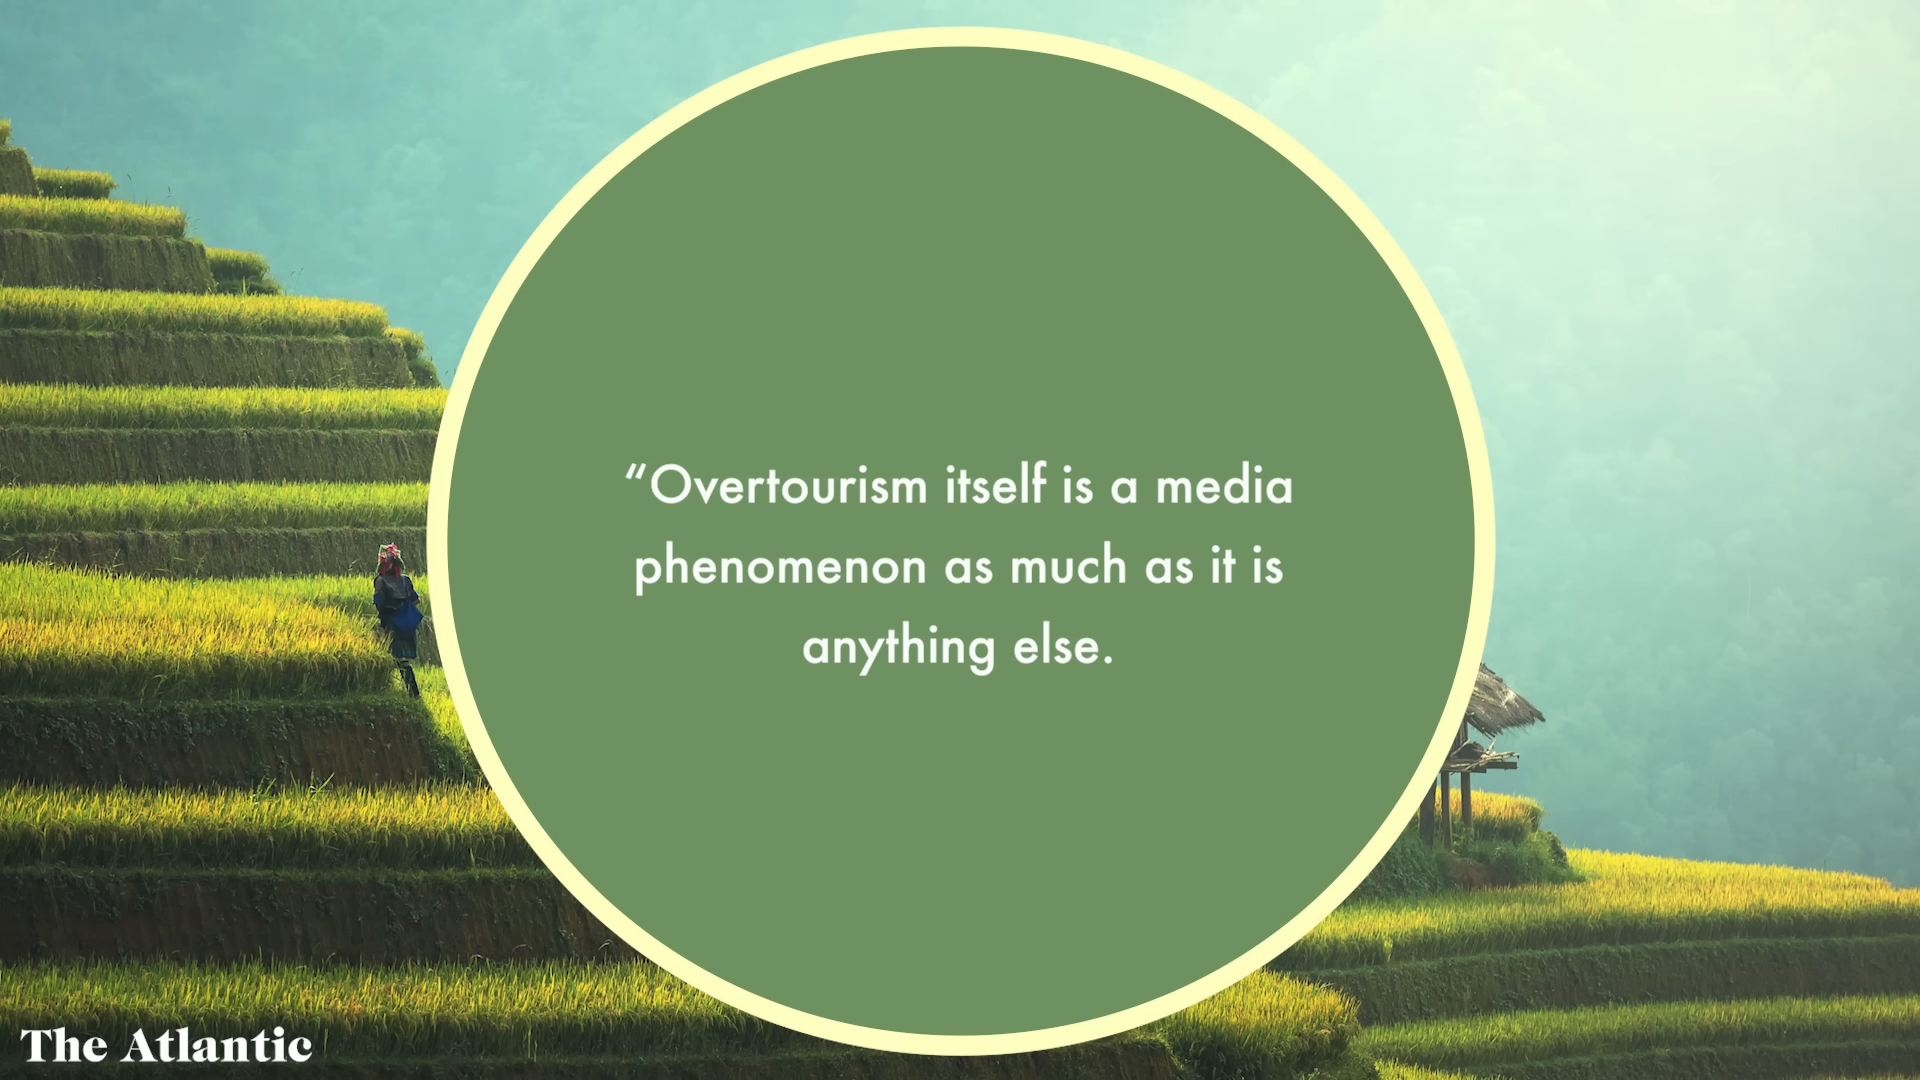 “Overtourism itself is a media
phenomenon as much as it is
anything else.
The Atlantic